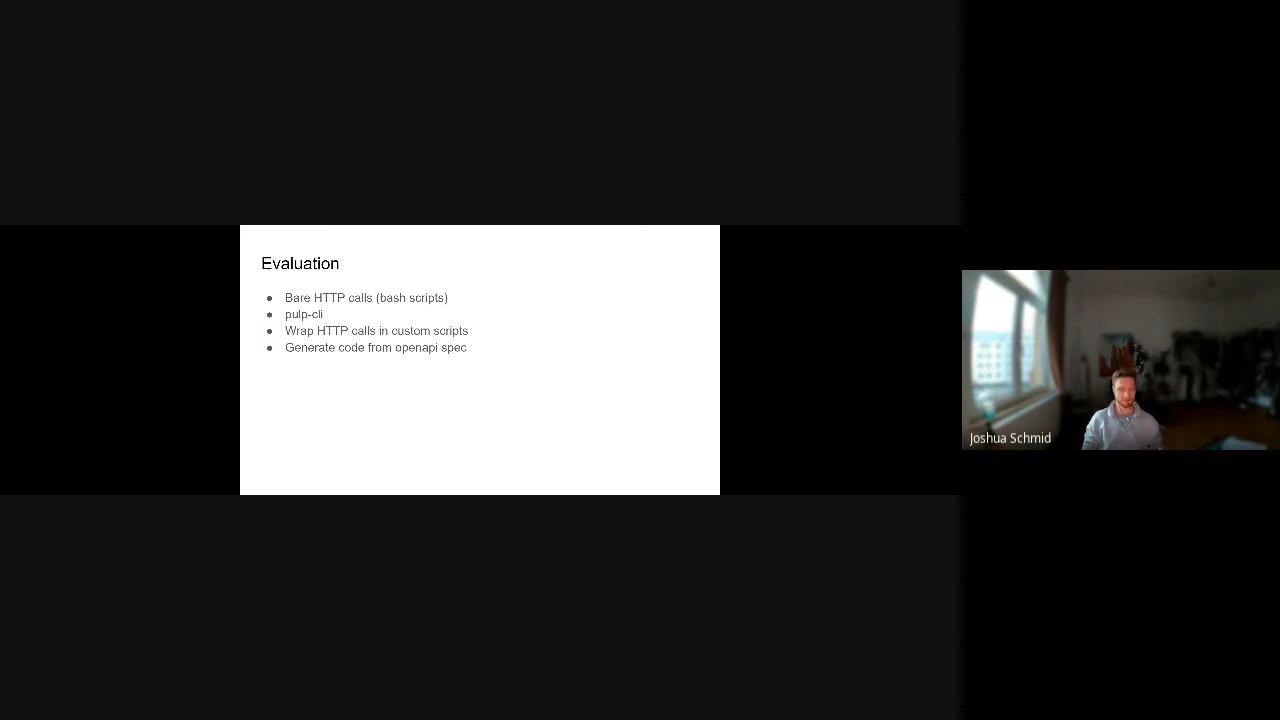 Evaluation
● Bare HTTP calls (bash scripts)
● pulp-cli
● Wrap HTTP calls in custom scripts
● Generate code from openapi spec
Joshua Schmid